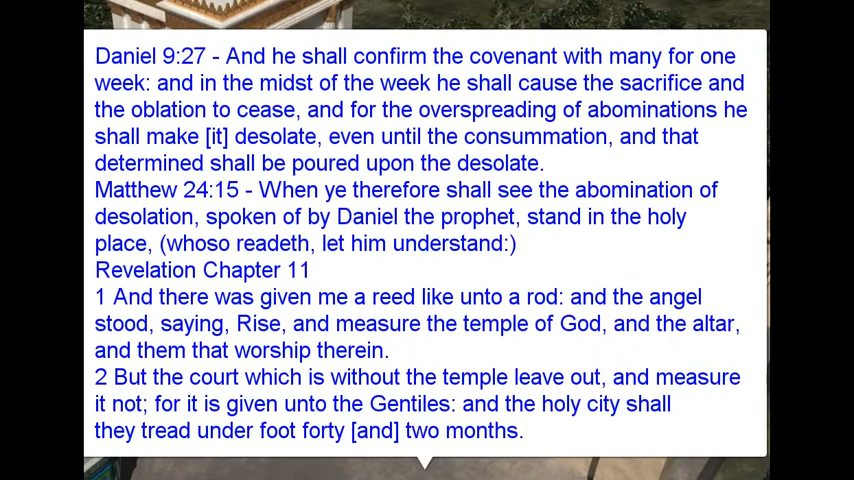 Daniel 9:27 - And he shall confirm the covenant with many for one
week: and in the midst of the week he shall cause the sacrifice and
the oblation to cease, and for the overspreading of abominations he
shall make [it] desolate, even until the consummation, and that
determined shall be poured upon the desolate.
Matthew 24:15 - When ye therefore shall see the abomination of
desolation, spoken of by Daniel the prophet, stand in the holy
place, (whoso readeth, let him understand:)
Revelation Chapter 11
1 And there was given me a reed like unto a rod: and the angel
stood, saying, Rise, and measure the temple of God, and the altar,
and them that worship therein.
2 But the court which is without the temple leave out, and measure
it not; for it is given unto the Gentiles: and the holy city shall
they tread under foot forty [and] two months.